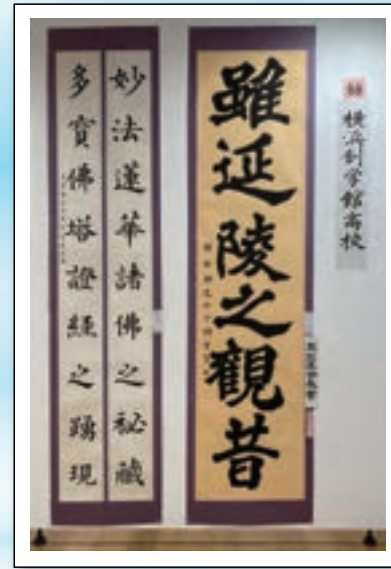 横浜創学館高校
雖延陵之觀昔
妙法蓮華諸佛之秘藏
多寶佛塔證經之踴現